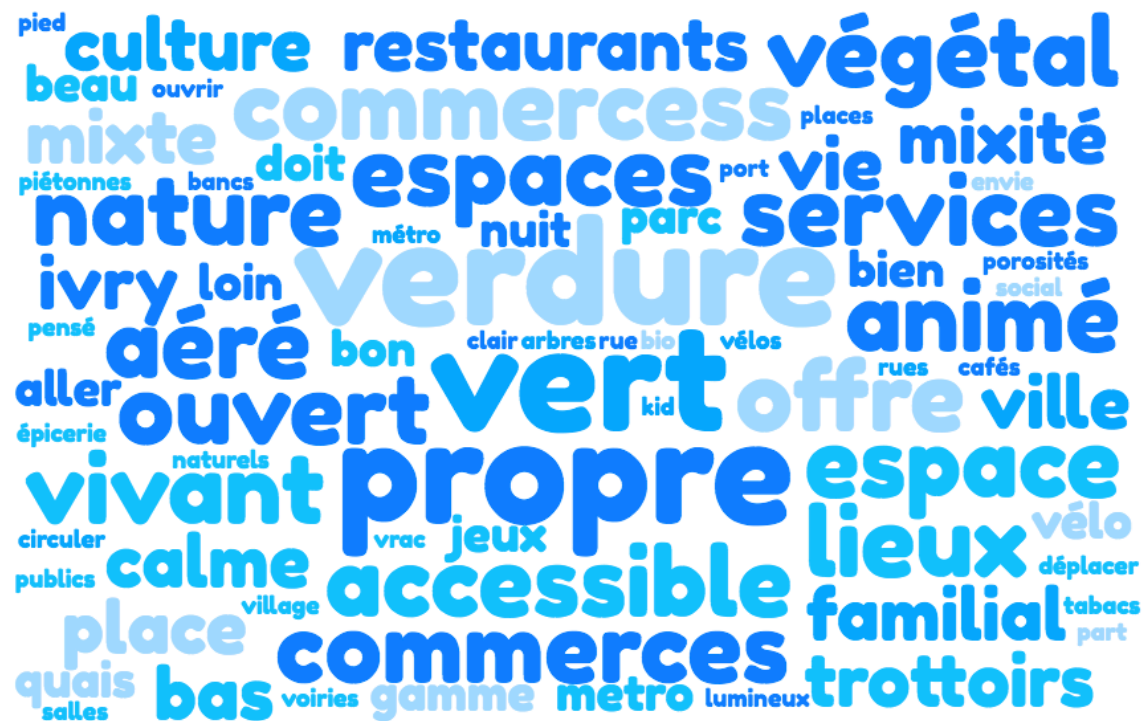 pied culture restaurants végétal
beau ouvrir commercess places
mixte doit espaces port vie mixité
piétonnes bancs envie
nature métro nuit parc services
ivry loin verdure bien porosités
social
pensé aéré bon clair arbres rue bio vélos animé
aller ouvert vert kid offre rues cafés ville
épicerie
naturels
vivant propre espace
circuler vrac jeux lieux vélo
publics calme accessible déplacer
village familial tabacs
place commerces part
quais bas voiries gamme metro lumineux trottoirs
salles